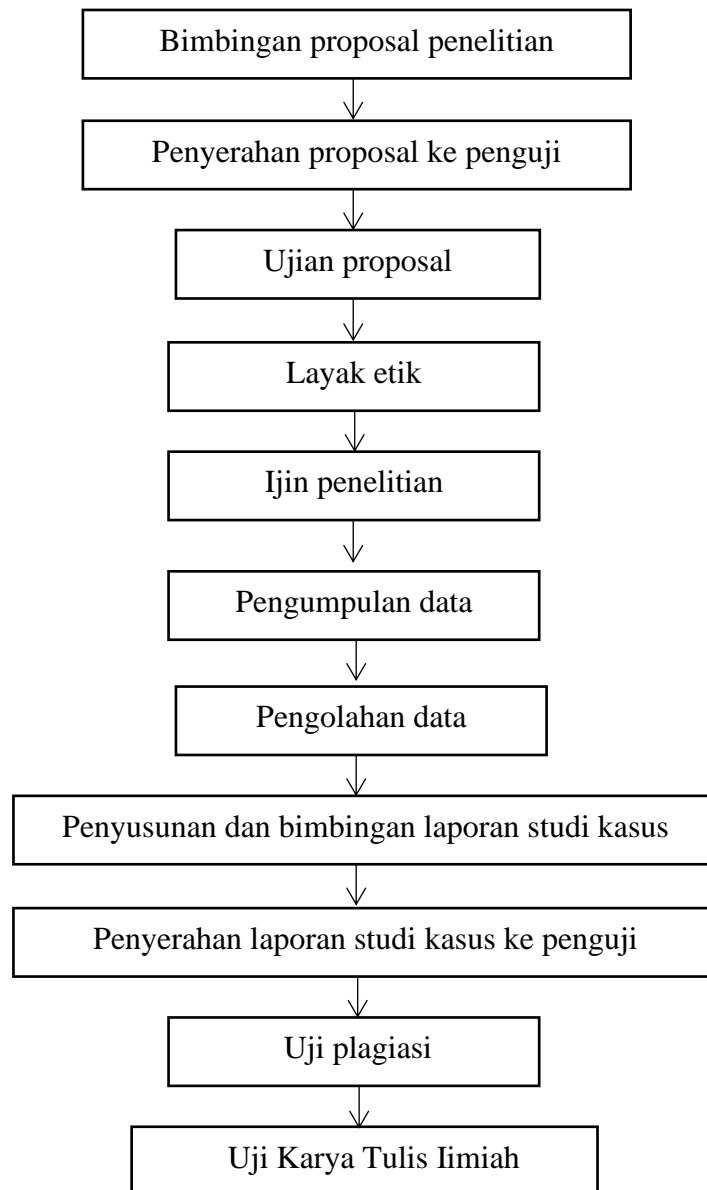 Bimbingan proposal penelitian
Penyerahan proposal ke penguji
Ujian proposal
Layak etik
Ijin penelitian
Pengumpulan data
Pengolahan data
Penyusunan dan bimbingan laporan studi kasus
Penyerahan laporan studi kasus ke penguji
Uji plagiasi
Uji Karya Tulis Iimiah